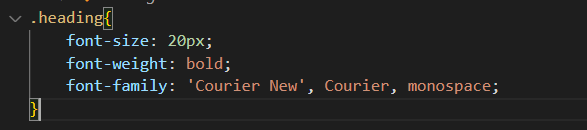 .heading{
    font-size: 20px;
    font-weight: bold;
    font-family: 'Courier New', Courier, monospace;
}